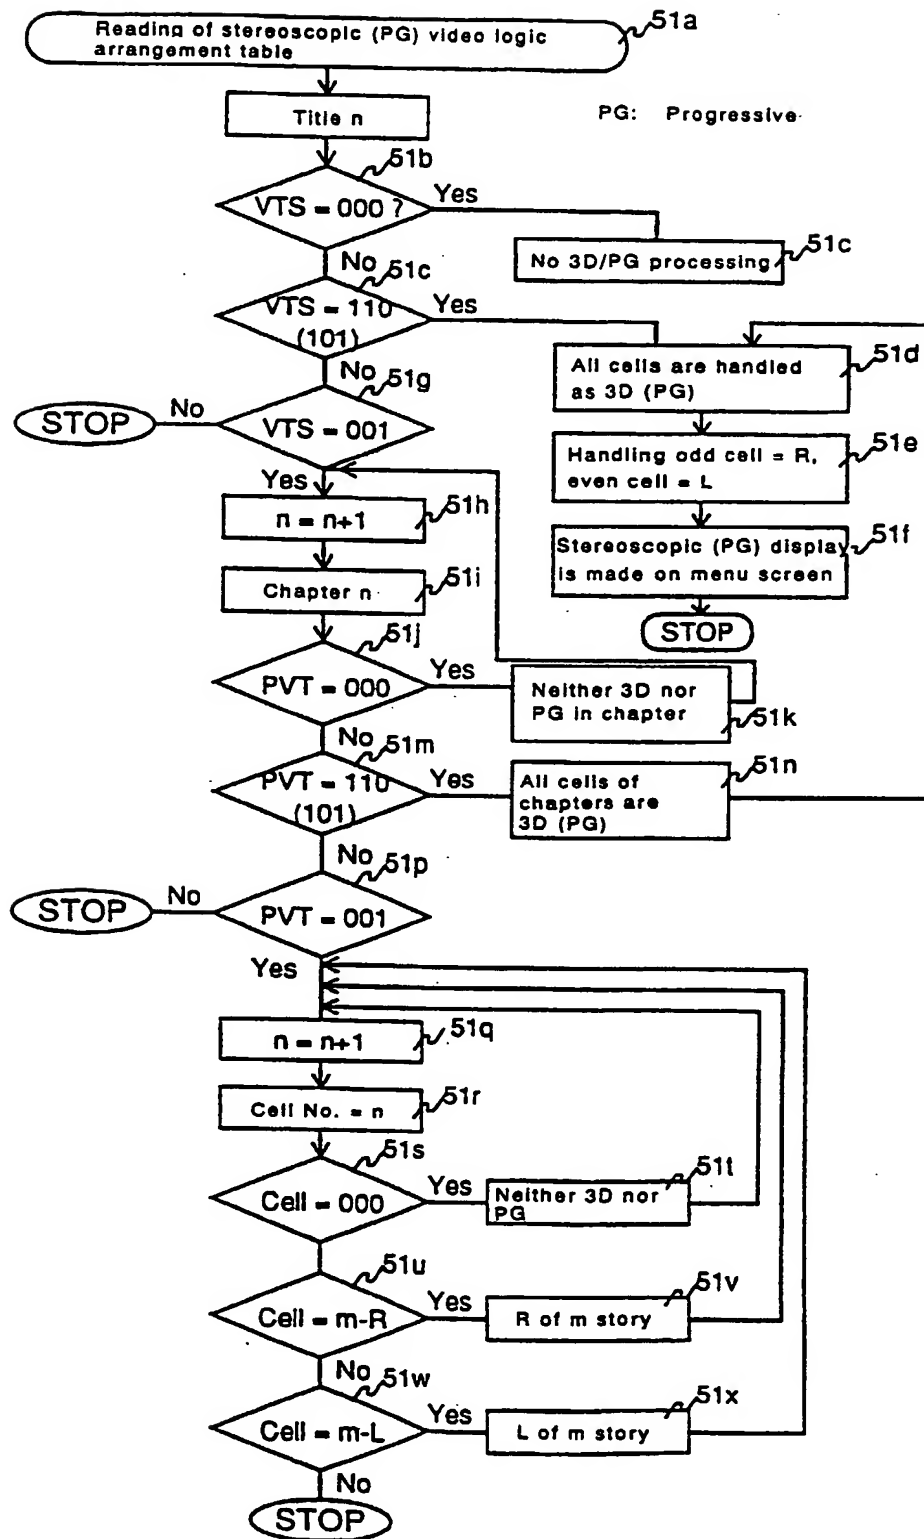 Reading of stereoscopic (PG) video logic
arrangement table
51a
Title n
PG: Progressive
51b
VTS = 000 ?
Yes
No 3D/PG processing
51c
No
51c
VTS = 110
(101)
Yes
All cells are handled
as 3D (PG)
51d
No
51g
STOP
No
VTS = 001
Handling odd cell = R,
even cell = L
51e
Yes
n = n+1
51h
Stereoscopic (PG) display
is made on menu screen
51f
Chapter n
51i
STOP
51j
PVT = 000
Yes
Neither 3D nor
PG in chapter
51k
No
51m
PVT = 110
(101)
Yes
All cells of
chapters are
3D (PG)
51n
No
51p
STOP
No
PVT = 001
Yes
n = n+1
51q
Cell No. = n
51r
51s
Cell = 000
Yes
Neither 3D nor
PG
51t
51u
Cell = m-R
Yes
R of m story
51v
No
51w
Cell = m-L
Yes
L of m story
51x
No
STOP